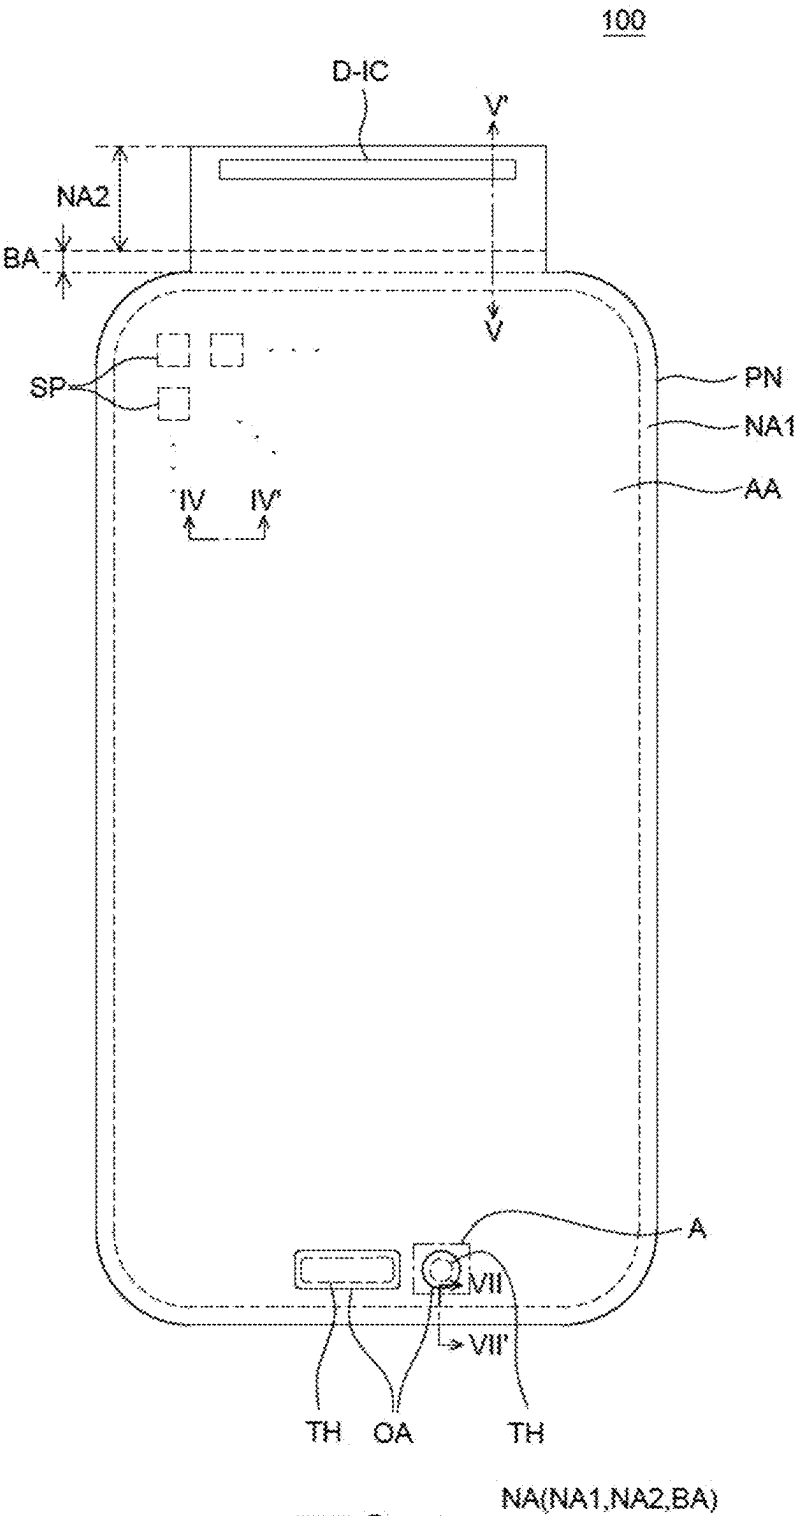 100
D-IC
V'
NA2
BA
V
SP
PN
NA1
AA
IV IV'
A
VII
VII'
TH OA TH
NA(NA1,NA2,BA)